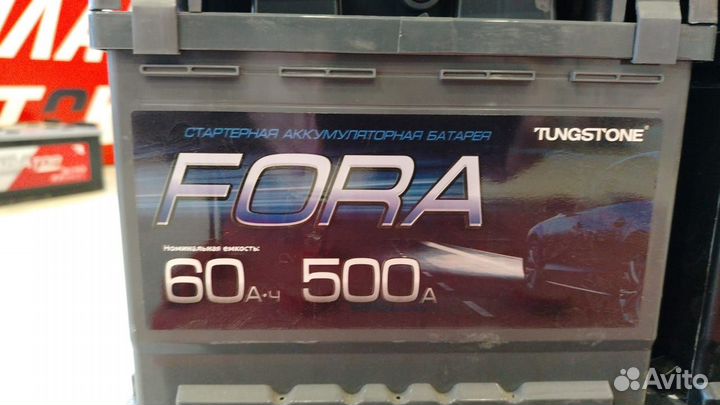 СТАРТЕРНАЯ АККУМУЛЯТОРНАЯ БАТАРЕЯ
TUNGSTONE®
FORA
Номинальная емкость:
60А·ч 500А
Avito